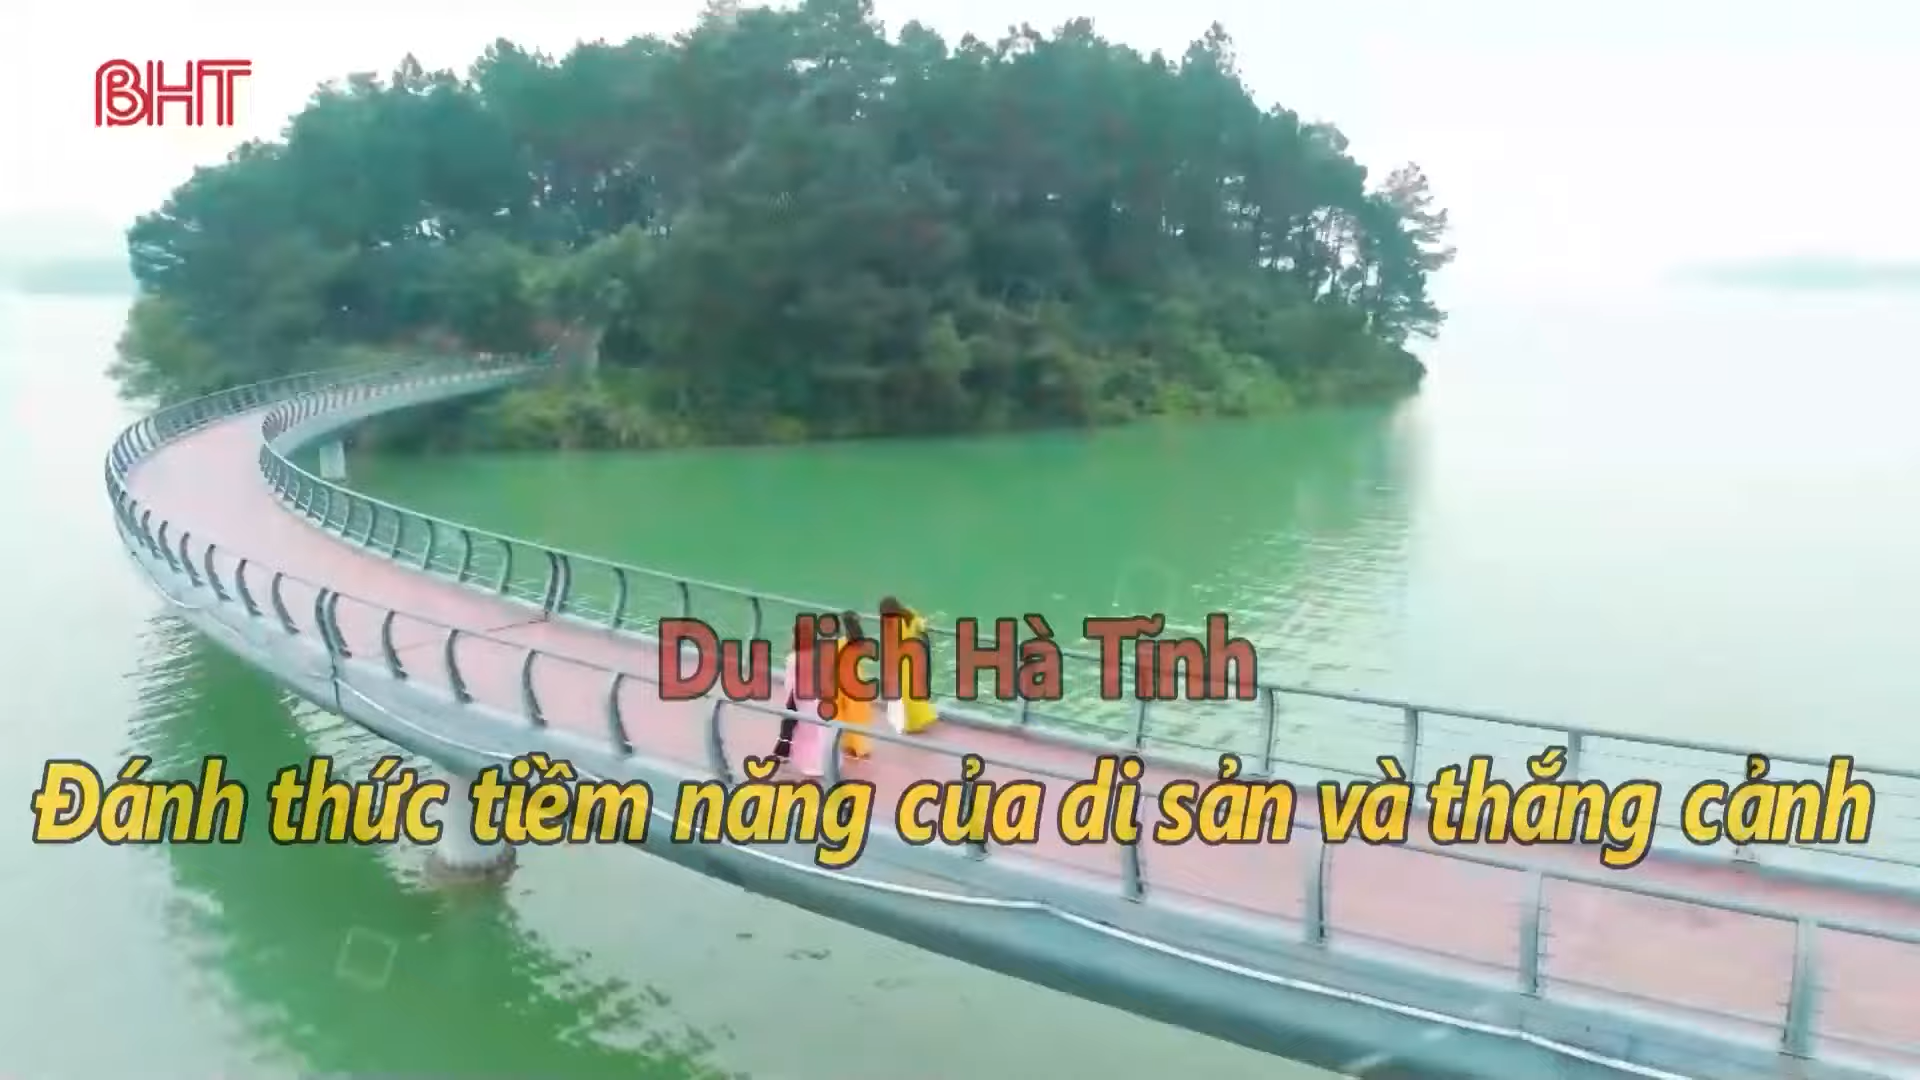 BHT
Du lịch Hà Tĩnh
Đánh thức tiềm năng của di sản và thắng cảnh